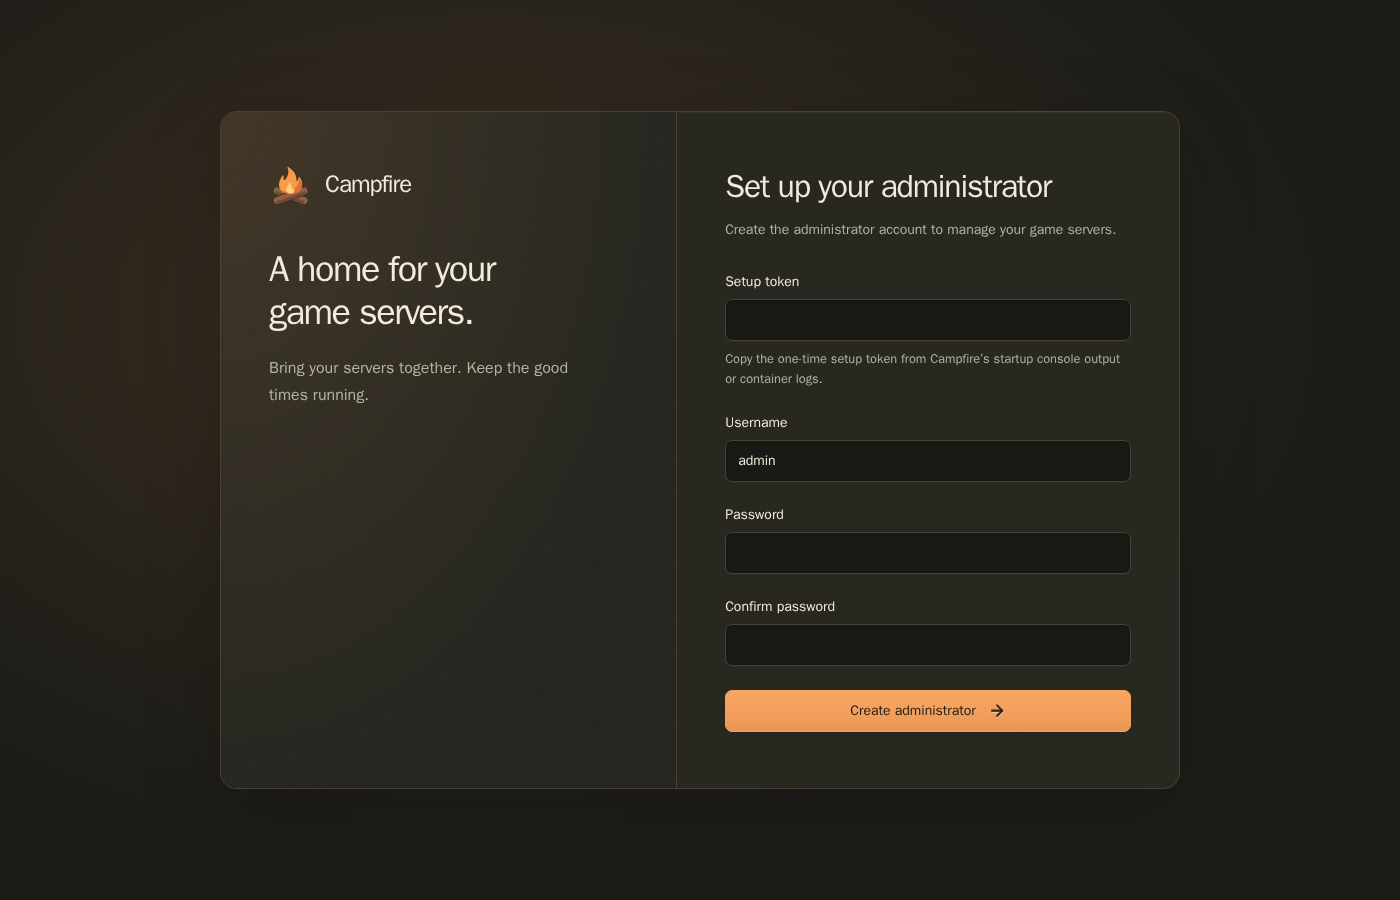 Campfire
A home for your
game servers.
Bring your servers together. Keep the good
times running.
Set up your administrator
Create the administrator account to manage your game servers.
Setup token
Copy the one-time setup token from Campfire's startup console output
or container logs.
Username
admin
Password
Confirm password
Create administrator